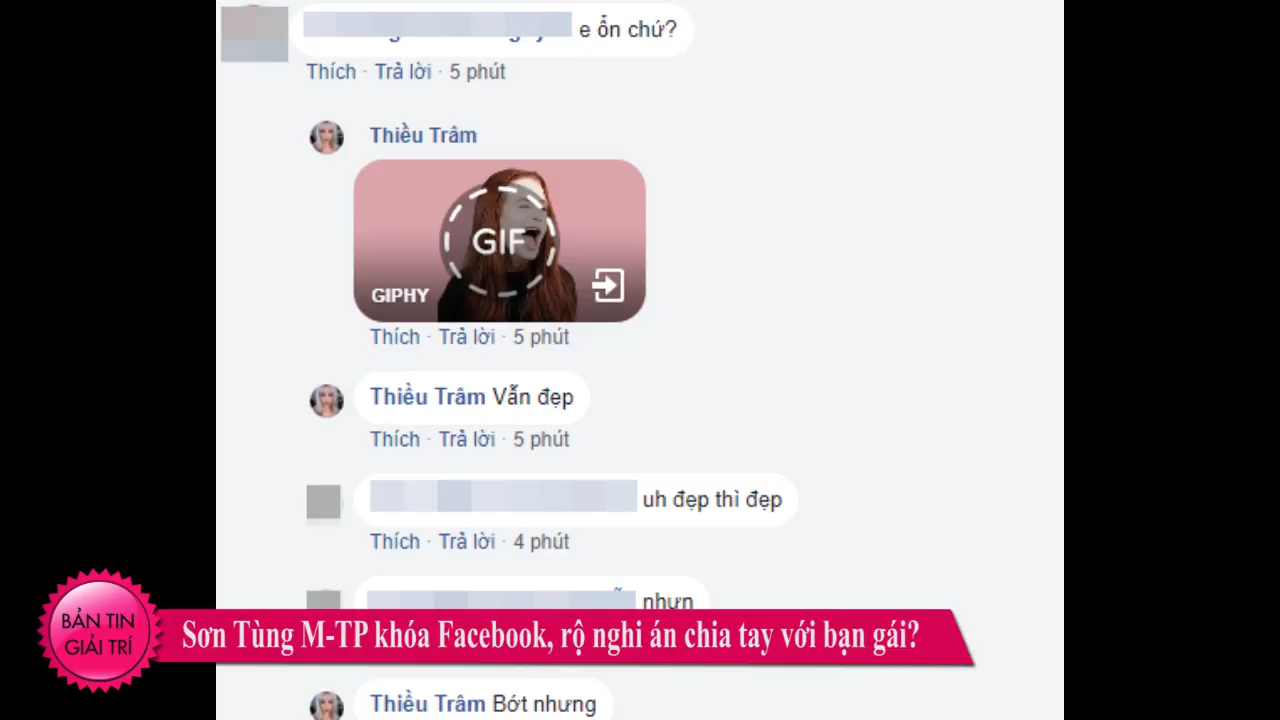 e ổn chứ?
Thích · Trả lời · 5 phút
Thiều Trâm
GIF
GIPHY
Thích · Trả lời · 5 phút
Thiều Trâm Vẫn đẹp
Thích · Trả lời · 5 phút
uh đẹp thì đẹp
Thích · Trả lời · 4 phút
nhưn
BẢN TIN
GIẢI TRÍ
Sơn Tùng M-TP khóa Facebook, rộ nghi án chia tay với bạn gái?
Thiều Trâm Bớt nhưng